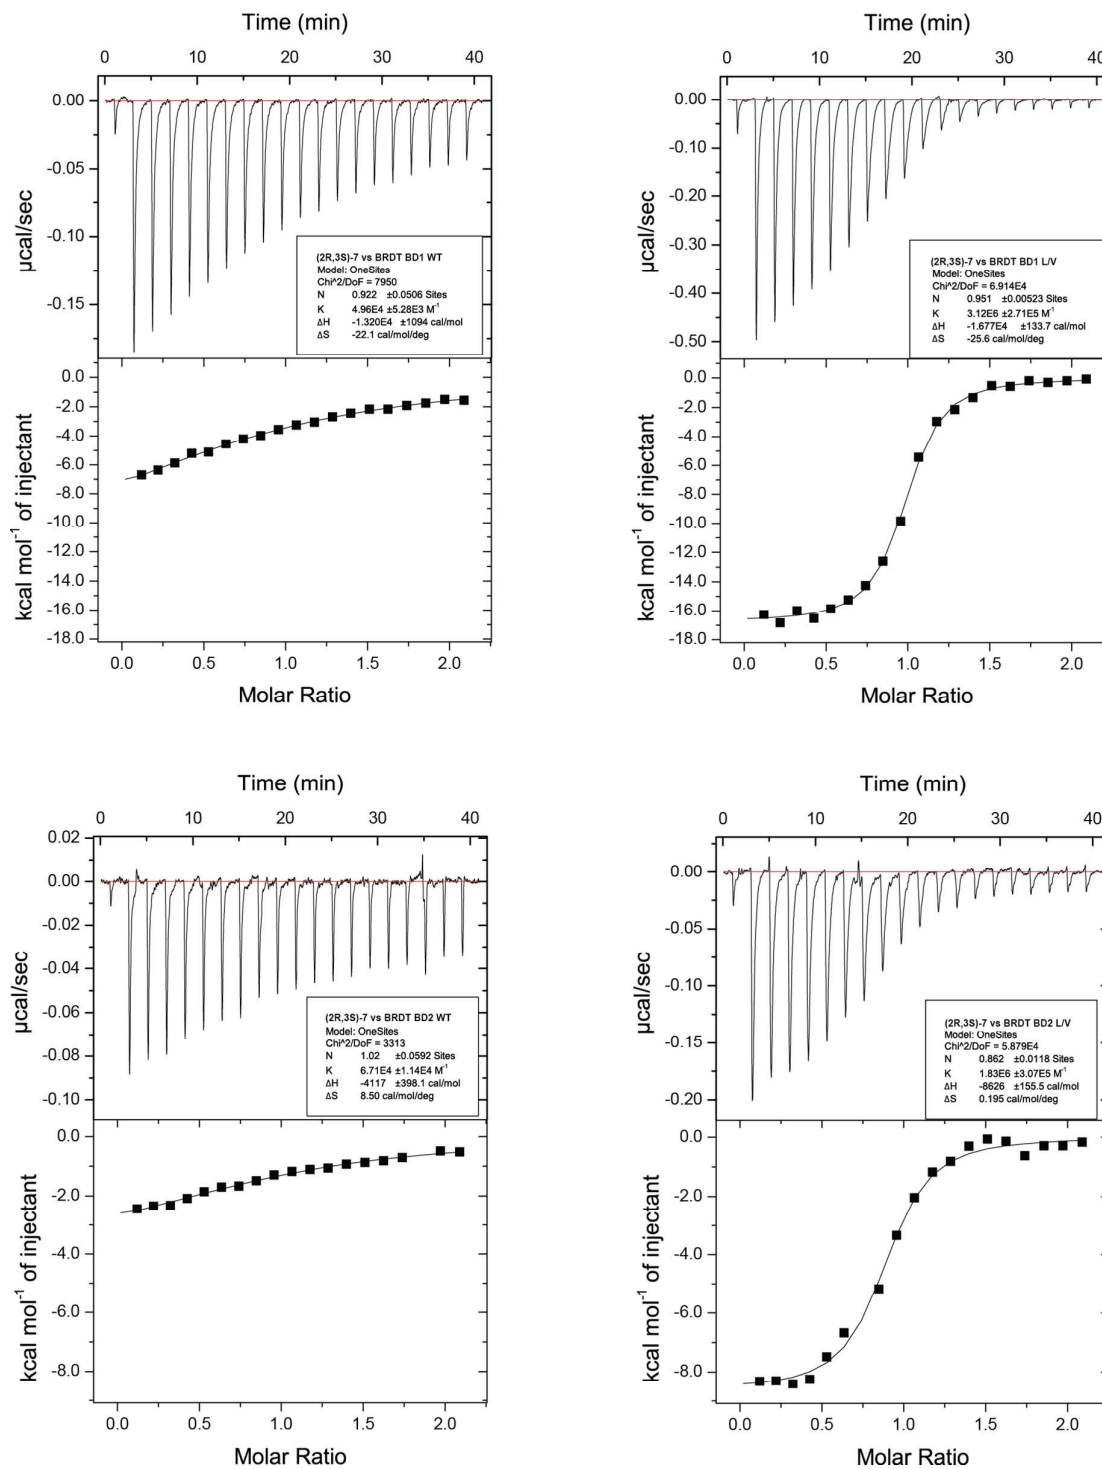 Time (min)
0 10 20 30 40
0.00
-0.05
-0.10
-0.15
µcal/sec
(2R,3S)-7 vs BRDT BD1 WT
Model: OneSites
Chi^2/DoF = 7950
N 0.922 ±0.0506 Sites
K 4.96E4 ±5.28E3 M⁻¹
ΔH -1.320E4 ±1094 cal/mol
ΔS -22.1 cal/mol/deg
0.0
-2.0
-4.0
-6.0
-8.0
-10.0
-12.0
-14.0
-16.0
-18.0
kcal mol⁻¹ of injectant
0.0 0.5 1.0 1.5 2.0
Molar Ratio
Time (min)
0 10 20 30 40
0.00
-0.10
-0.20
-0.30
-0.40
-0.50
µcal/sec
(2R,3S)-7 vs BRDT BD1 L/V
Model: OneSites
Chi^2/DoF = 6.914E4
N 0.951 ±0.00523 Sites
K 3.12E6 ±2.71E5 M⁻¹
ΔH -1.677E4 ±133.7 cal/mol
ΔS -25.6 cal/mol/deg
0.0
-2.0
-4.0
-6.0
-8.0
-10.0
-12.0
-14.0
-16.0
-18.0
kcal mol⁻¹ of injectant
0.0 0.5 1.0 1.5 2.0
Molar Ratio
Time (min)
0 10 20 30 40
0.02
0.00
-0.02
-0.04
-0.06
-0.08
-0.10
µcal/sec
(2R,3S)-7 vs BRDT BD2 WT
Model: OneSites
Chi^2/DoF = 3313
N 1.02 ±0.0592 Sites
K 6.71E4 ±1.14E4 M⁻¹
ΔH -4117 ±398.1 cal/mol
ΔS 8.50 cal/mol/deg
0.0
-2.0
-4.0
-6.0
-8.0
kcal mol⁻¹ of injectant
0.0 0.5 1.0 1.5 2.0
Molar Ratio
Time (min)
0 10 20 30 40
0.00
-0.05
-0.10
-0.15
-0.20
µcal/sec
(2R,3S)-7 vs BRDT BD2 L/V
Model: OneSites
Chi^2/DoF = 5.879E4
N 0.862 ±0.0118 Sites
K 1.83E6 ±3.07E5 M⁻¹
ΔH -8626 ±155.5 cal/mol
ΔS 0.195 cal/mol/deg
0.0
-2.0
-4.0
-6.0
-8.0
kcal mol⁻¹ of injectant
0.0 0.5 1.0 1.5 2.0
Molar Ratio